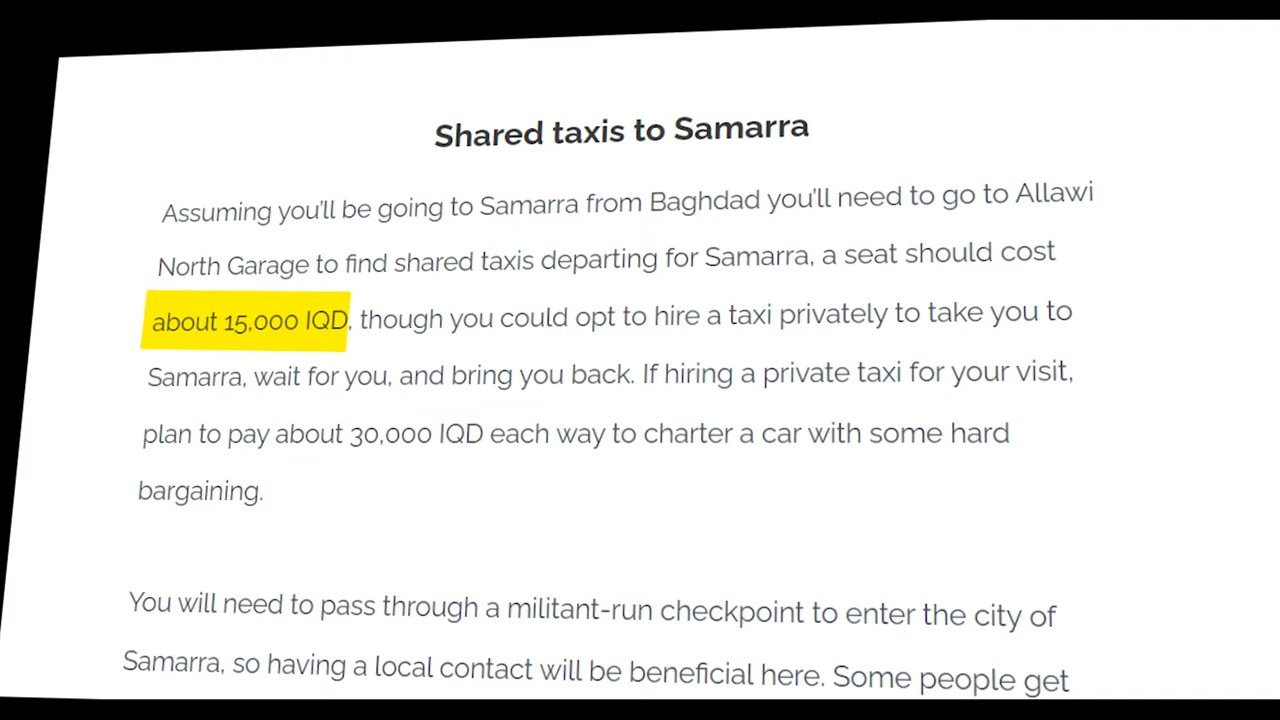 Shared taxis to Samarra
Assuming you'll be going to Samarra from Baghdad you'll need to go to Allawi
North Garage to find shared taxis departing for Samarra, a seat should cost
about 15,000 IQD, though you could opt to hire a taxi privately to take you to
Samarra, wait for you, and bring you back. If hiring a private taxi for your visit,
plan to pay about 30,000 IQD each way to charter a car with some hard
bargaining.
You will need to pass through a militant-run checkpoint to enter the city of
Samarra, so having a local contact will be beneficial here. Some people get